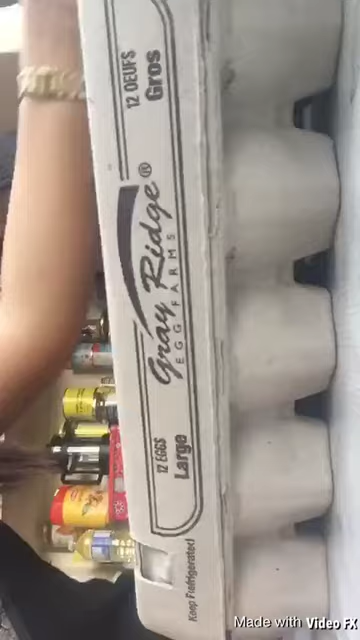 12 EGGS
Large
Gray Ridge®
EGG FARMS
12 OEUFS
Gros
Keep Refrigerated
Made with Video FX